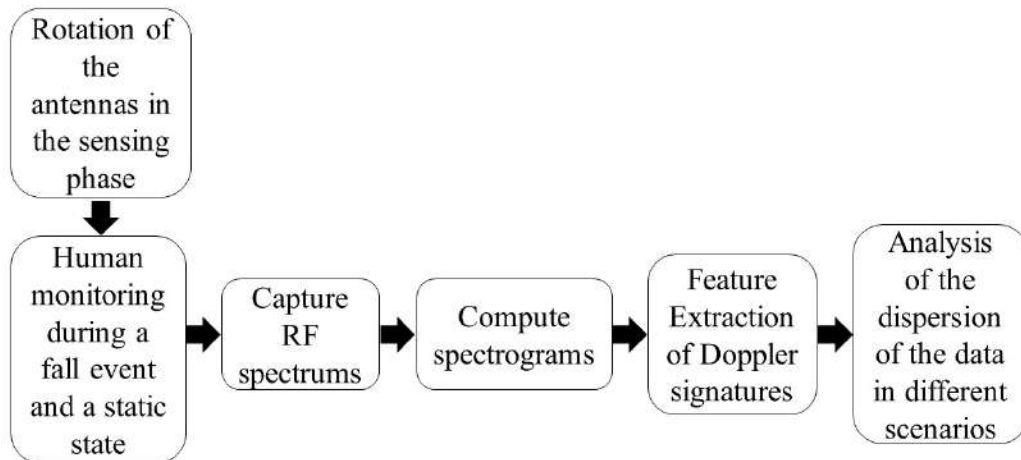 Rotation of
the
antennas in
the sensing
phase
Human
monitoring
during a
fall event
and a static
state
Capture
RF
spectrums
Compute
spectrograms
Feature
Extraction
of Doppler
signatures
Analysis
of the
dispersion
of the data
in different
scenarios